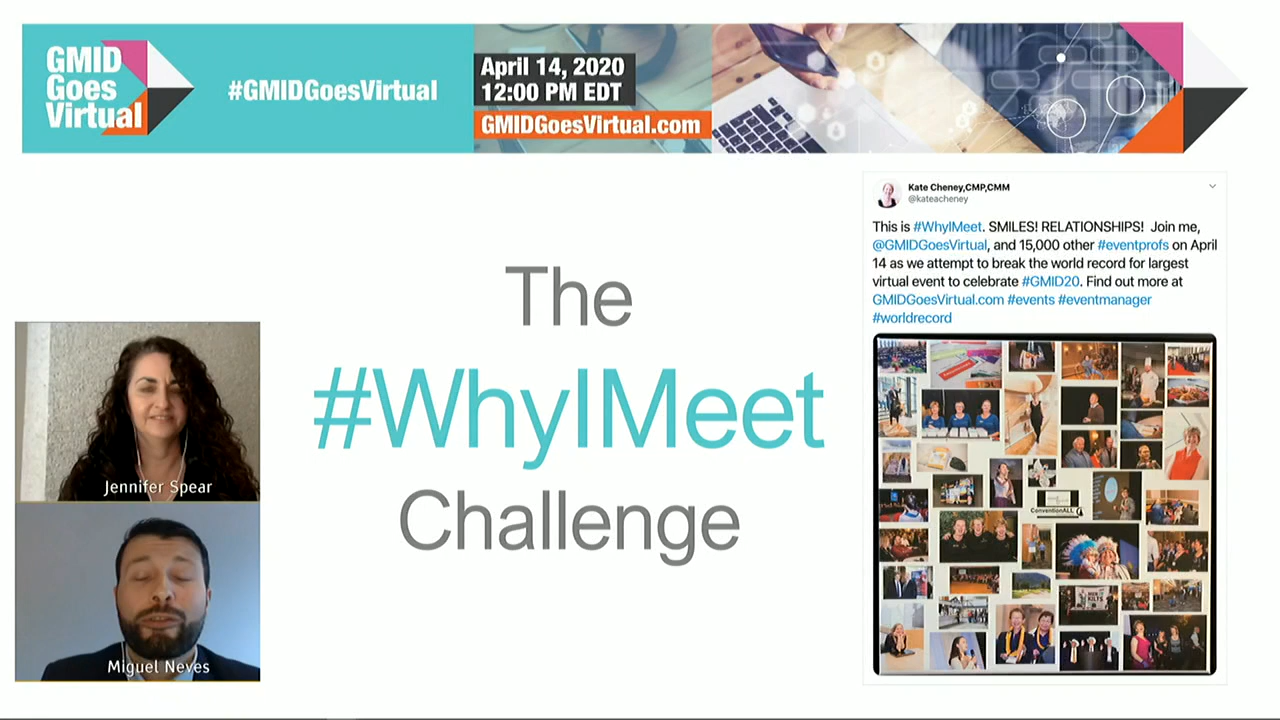 GMID
Goes
Virtual
#GMIDGoesVirtual
April 14, 2020
12:00 PM EDT
GMIDGoesVirtual.com
Kate Cheney,CMP,CMM
@kateacheney
This is #WhyIMeet. SMILES! RELATIONSHIPS! Join me,
@GMIDGoesVirtual, and 15,000 other #eventprofs on April
14 as we attempt to break the world record for largest
virtual event to celebrate #GMID20. Find out more at
GMIDGoesVirtual.com #events #eventmanager
#worldrecord
The
#WhyIMeet
Challenge
Jennifer Spear
Miguel Neves
ConventionALL